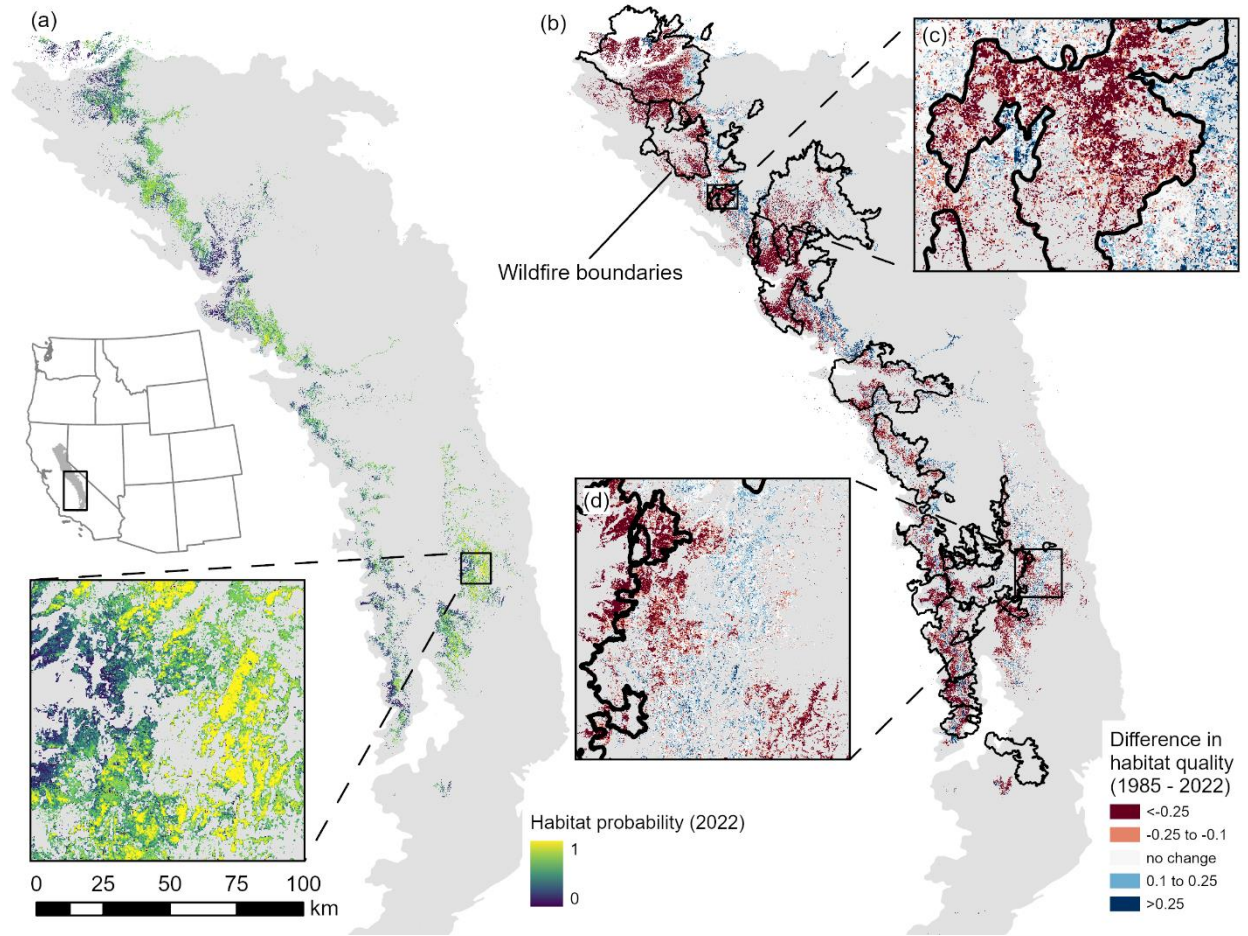 (a)
(b)
(c)
Wildfire boundaries
(d)
Habitat probability (2022)
1
0
0 25 50 75 100
km
Difference in
habitat quality
(1985 - 2022)
<-0.25
-0.25 to -0.1
no change
0.1 to 0.25
>0.25